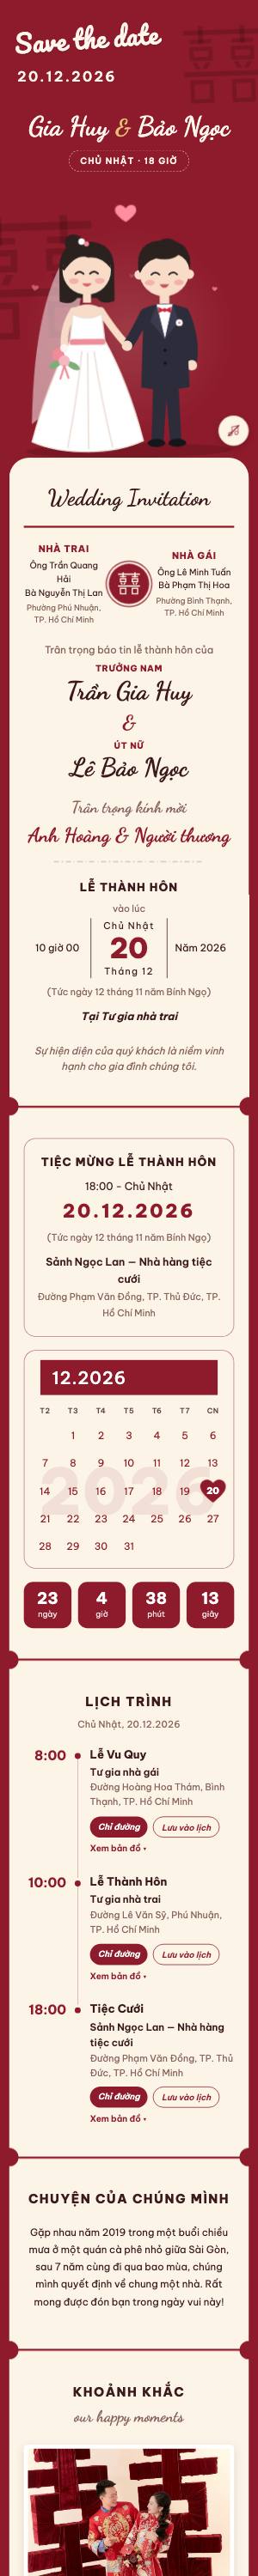 Save the date
20.12.2026
Gia Huy & Bảo Ngọc
CHỦ NHẬT · 18 GIỜ
Wedding Invitation
NHÀ TRAI
Ông Trần Quang
Hải
Bà Nguyễn Thị Lan
Phường Phú Nhuận,
TP. Hồ Chí Minh
囍
NHÀ GÁI
Ông Lê Minh Tuấn
Bà Phạm Thị Hoa
Phường Bình Thạnh,
TP. Hồ Chí Minh
Trân trọng báo tin lễ thành hôn của
TRƯỞNG NAM
Trần Gia Huy
&
ÚT NỮ
Lê Bảo Ngọc
Trân trọng kính mời
Anh Hoàng & Người thương
LỄ THÀNH HÔN
vào lúc
10 giờ 00
Chủ Nhật
20
Tháng 12
Năm 2026
(Tức ngày 12 tháng 11 năm Bính Ngọ)
Tại Tư gia nhà trai
Sự hiện diện của quý khách là niềm vinh
hạnh cho gia đình chúng tôi.
TIỆC MỪNG LỄ THÀNH HÔN
18:00 - Chủ Nhật
20.12.2026
(Tức ngày 12 tháng 11 năm Bính Ngọ)
Sảnh Ngọc Lan — Nhà hàng tiệc
cưới
Đường Phạm Văn Đồng, TP. Thủ Đức, TP.
Hồ Chí Minh
12.2026
T2 T3 T4 T5 T6 T7 CN
1 2 3 4 5 6
7 8 9 10 11 12 13
2026
14 15 16 17 18 19 20
21 22 23 24 25 26 27
28 29 30 31
23 4 38 13
ngày giờ phút giây
LỊCH TRÌNH
Chủ Nhật, 20.12.2026
8:00 Lễ Vu Quy
Tư gia nhà gái
Đường Hoàng Hoa Thám, Bình
Thạnh, TP. Hồ Chí Minh
Chỉ đường Lưu vào lịch
Xem bản đồ ▾
10:00 Lễ Thành Hôn
Tư gia nhà trai
Đường Lê Văn Sỹ, Phú Nhuận,
TP. Hồ Chí Minh
Chỉ đường Lưu vào lịch
Xem bản đồ ▾
18:00 Tiệc Cưới
Sảnh Ngọc Lan — Nhà hàng
tiệc cưới
Đường Phạm Văn Đồng, TP. Thủ
Đức, TP. Hồ Chí Minh
Chỉ đường Lưu vào lịch
Xem bản đồ ▾
CHUYỆN CỦA CHÚNG MÌNH
Gặp nhau năm 2019 trong một buổi chiều
mưa ở một quán cà phê nhỏ giữa Sài Gòn,
sau 7 năm cùng đi qua bao mùa, chúng
mình quyết định về chung một nhà. Rất
mong được đón bạn trong ngày vui này!
KHOẢNH KHẮC
our happy moments